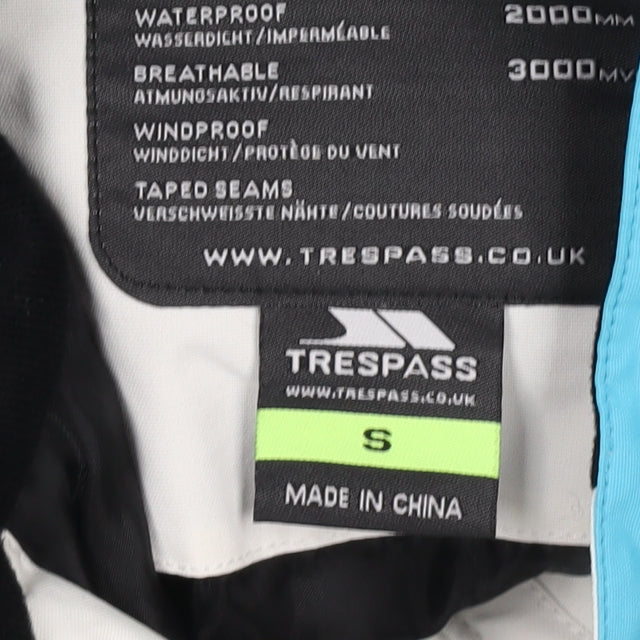 WATERPROOF 2000MM
WASSERDICHT/IMPERMÉABLE
BREATHABLE 3000MV
ATMUNGSAKTIV/RESPIRANT
WINDPROOF
WINDDICHT/PROTÈGE DU VENT
TAPED SEAMS
VERSCHWEISSTE NÄHTE/COUTURES SOUDÉES
WWW.TRESPASS.CO.UK
TRESPASS
WWW.TRESPASS.CO.UK
S
MADE IN CHINA